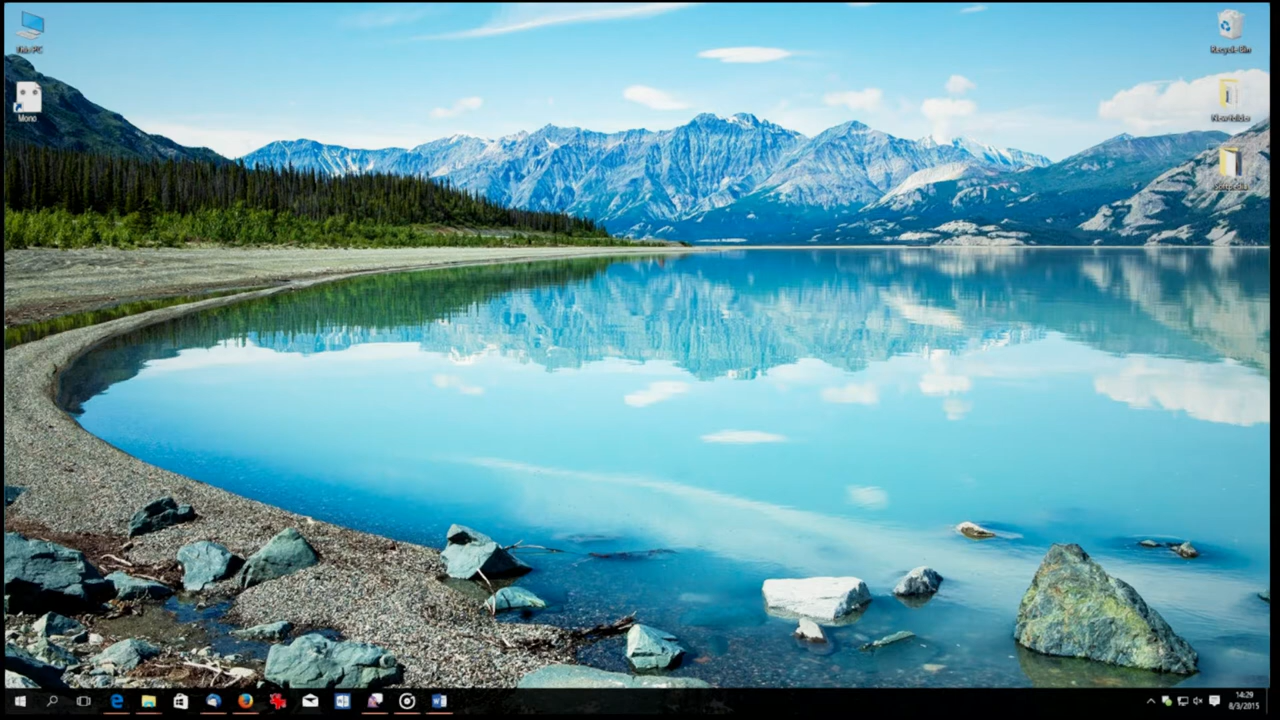 This PC
Recycle Bin
Mono
New folder
14:29
8/3/2015